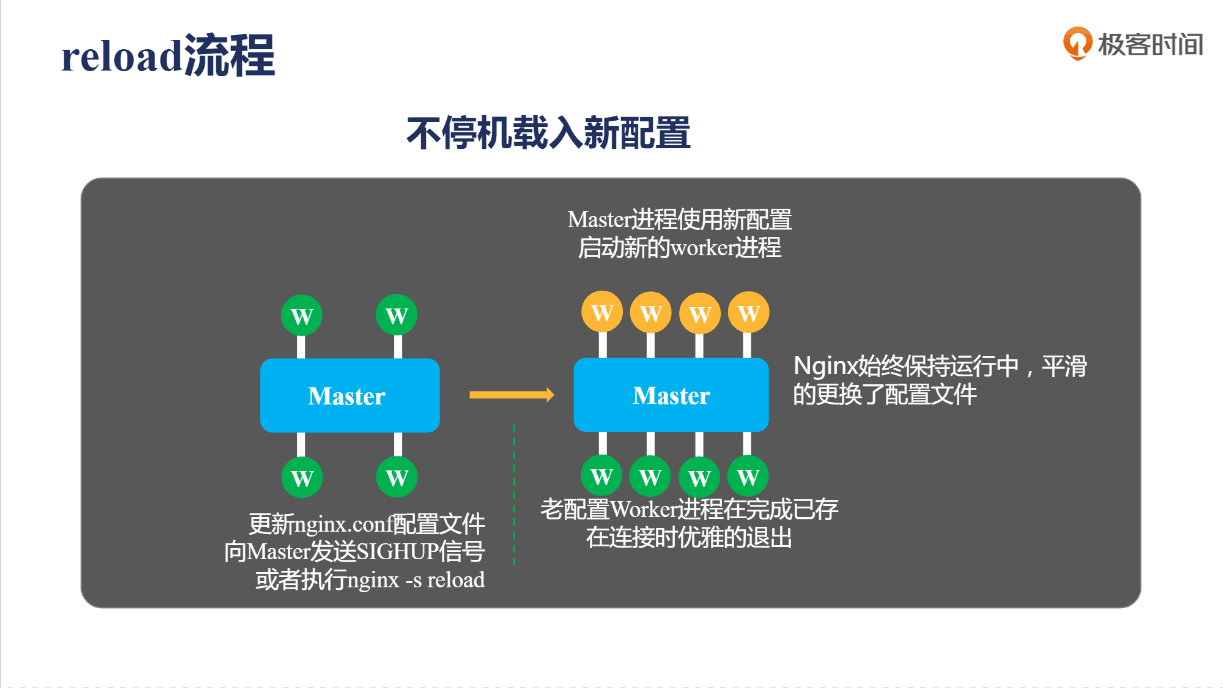 reload流程
极客时间
不停机载入新配置
Master进程使用新配置
启动新的worker进程
W W
W W W W
Master
Master
Nginx始终保持运行中，平滑
的更换了配置文件
W W
W W W W
更新nginx.conf配置文件
向Master发送SIGHUP信号
或者执行nginx -s reload
老配置Worker进程在完成已存
在连接时优雅的退出